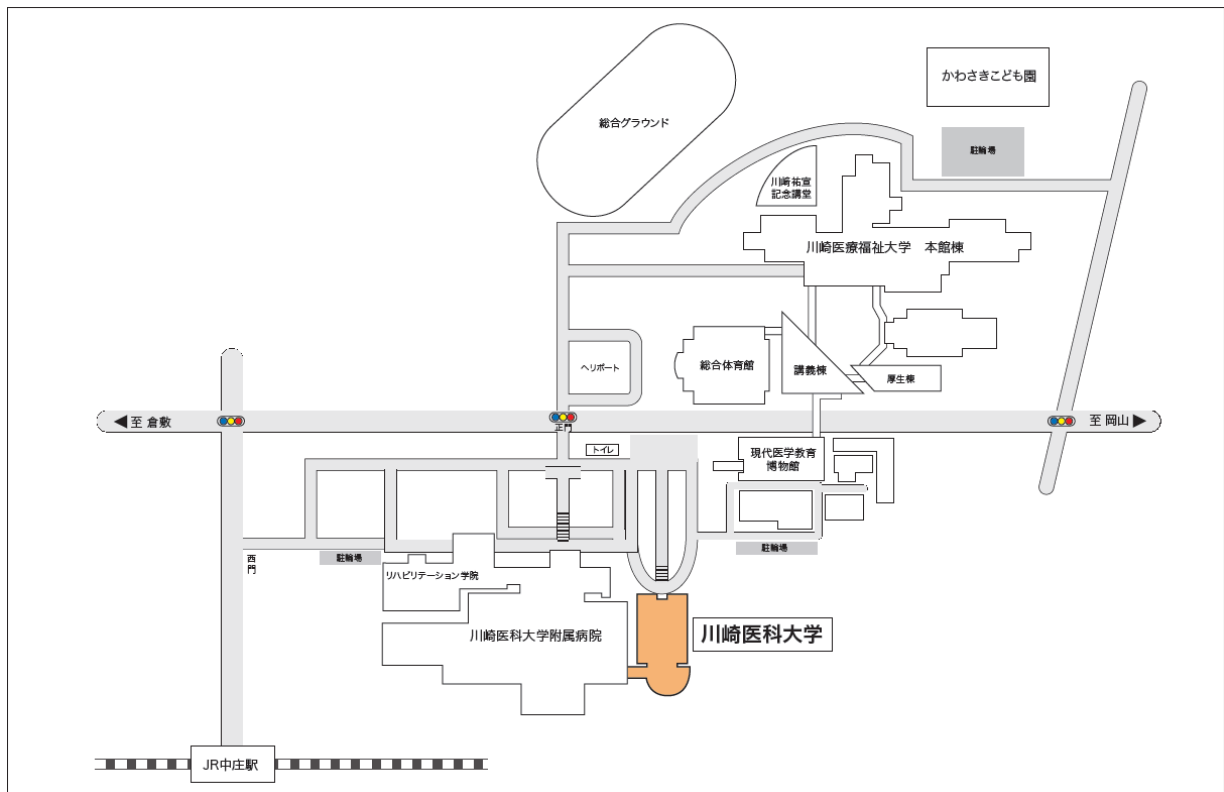 かわさきこども園
総合グラウンド
駐輪場
川﨑祐宣
記念講堂
川崎医療福祉大学 本館棟
ヘリポート
総合体育館
講義棟
厚生棟
◀至 倉敷
正門
至 岡山▶
トイレ
現代医学教育
博物館
西門
駐輪場
駐輪場
リハビリテーション学院
川崎医科大学附属病院
川崎医科大学
JR中庄駅